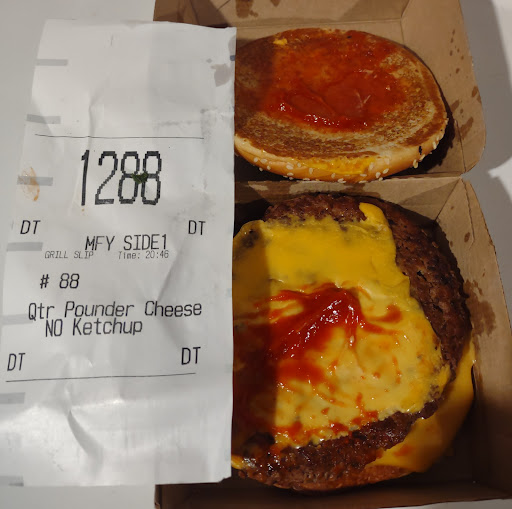 1288
DT DT
MFY SIDE1
GRILL SLIP Time: 20:46
# 88
Qtr Pounder Cheese
NO Ketchup
DT DT